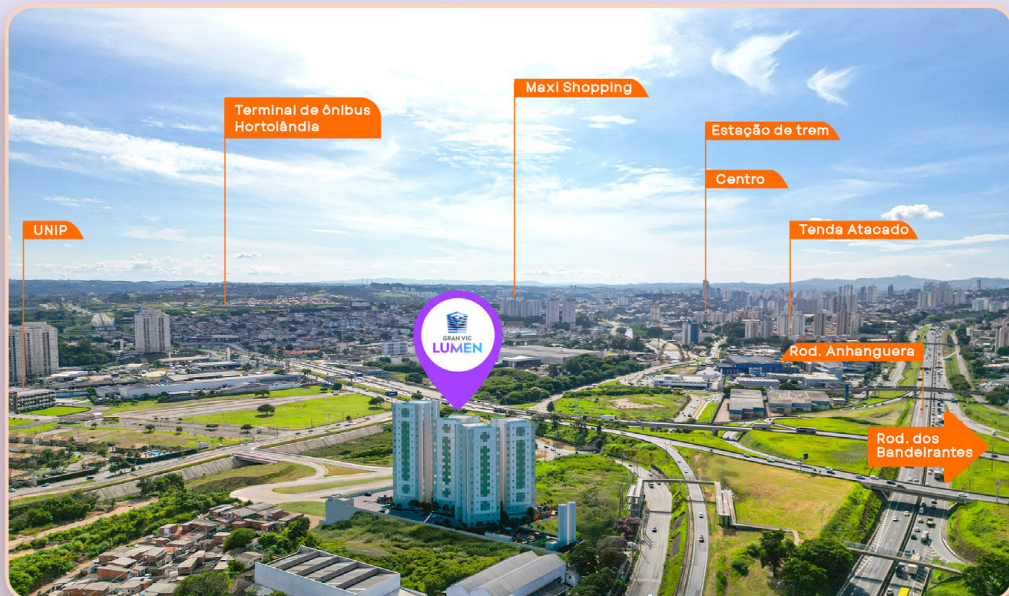 Maxi Shopping
Terminal de ônibus
Hortolândia
Estação de trem
Centro
UNIP
Tenda Atacado
GRAN VIC
LUMEN
Rod. Anhanguera
Rod. dos
Bandeirantes